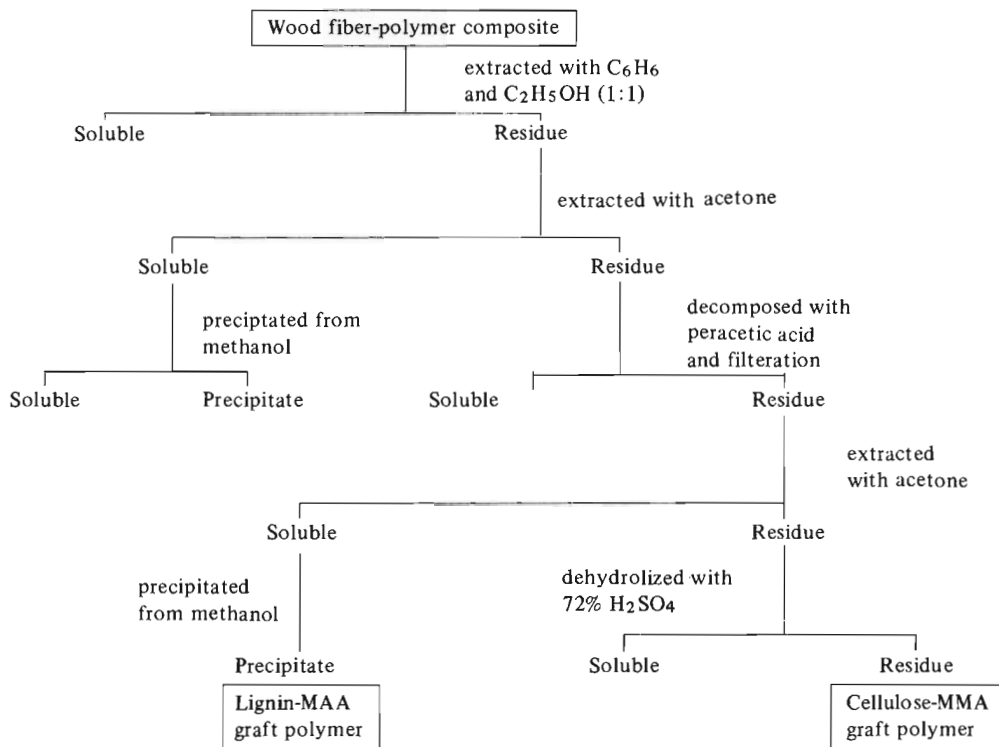 Wood fiber-polymer composite
extracted with C6H6
and C2H5OH (1:1)
Soluble
Residue
extracted with acetone
Soluble
Residue
preciptated from
methanol
decomposed with
peracetic acid
and filteration
Soluble
Precipitate
Soluble
Residue
extracted
with acetone
Soluble
Residue
precipitated
from methanol
dehydrolized with
72% H2SO4
Precipitate
Soluble
Residue
Lignin-MAA
graft polymer
Cellulose-MMA
graft polymer